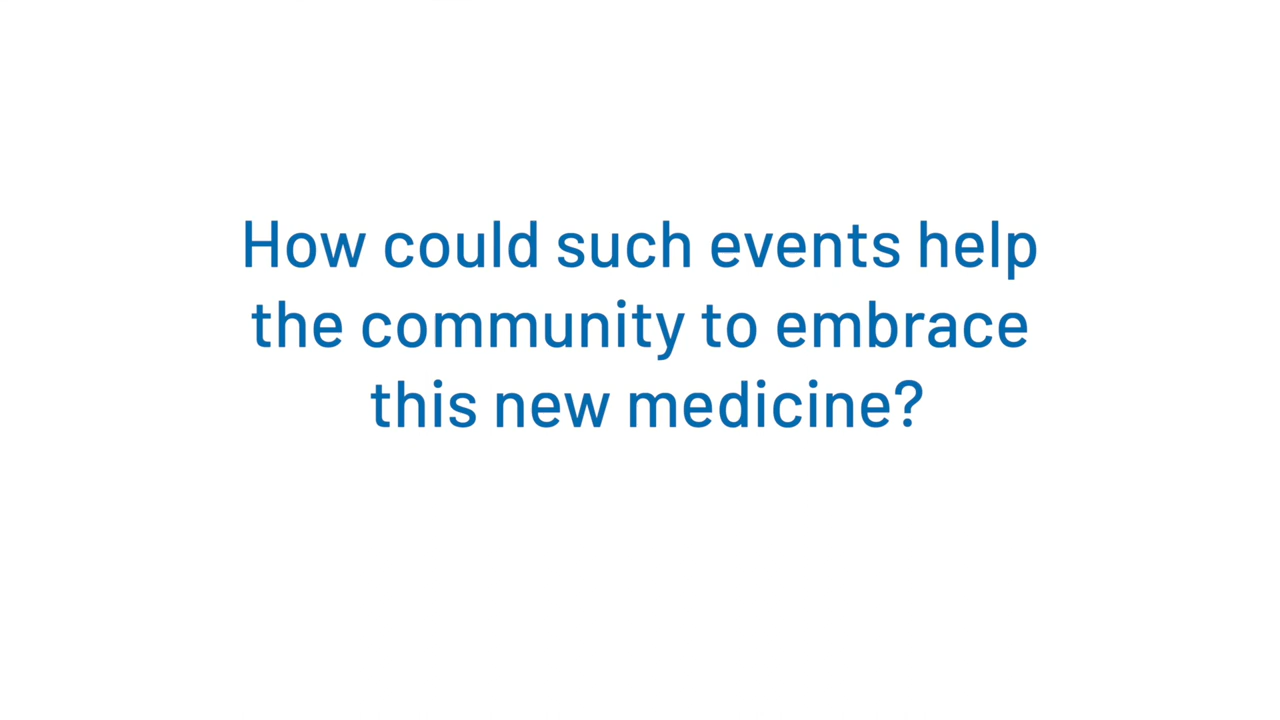 How could such events help
the community to embrace
this new medicine?